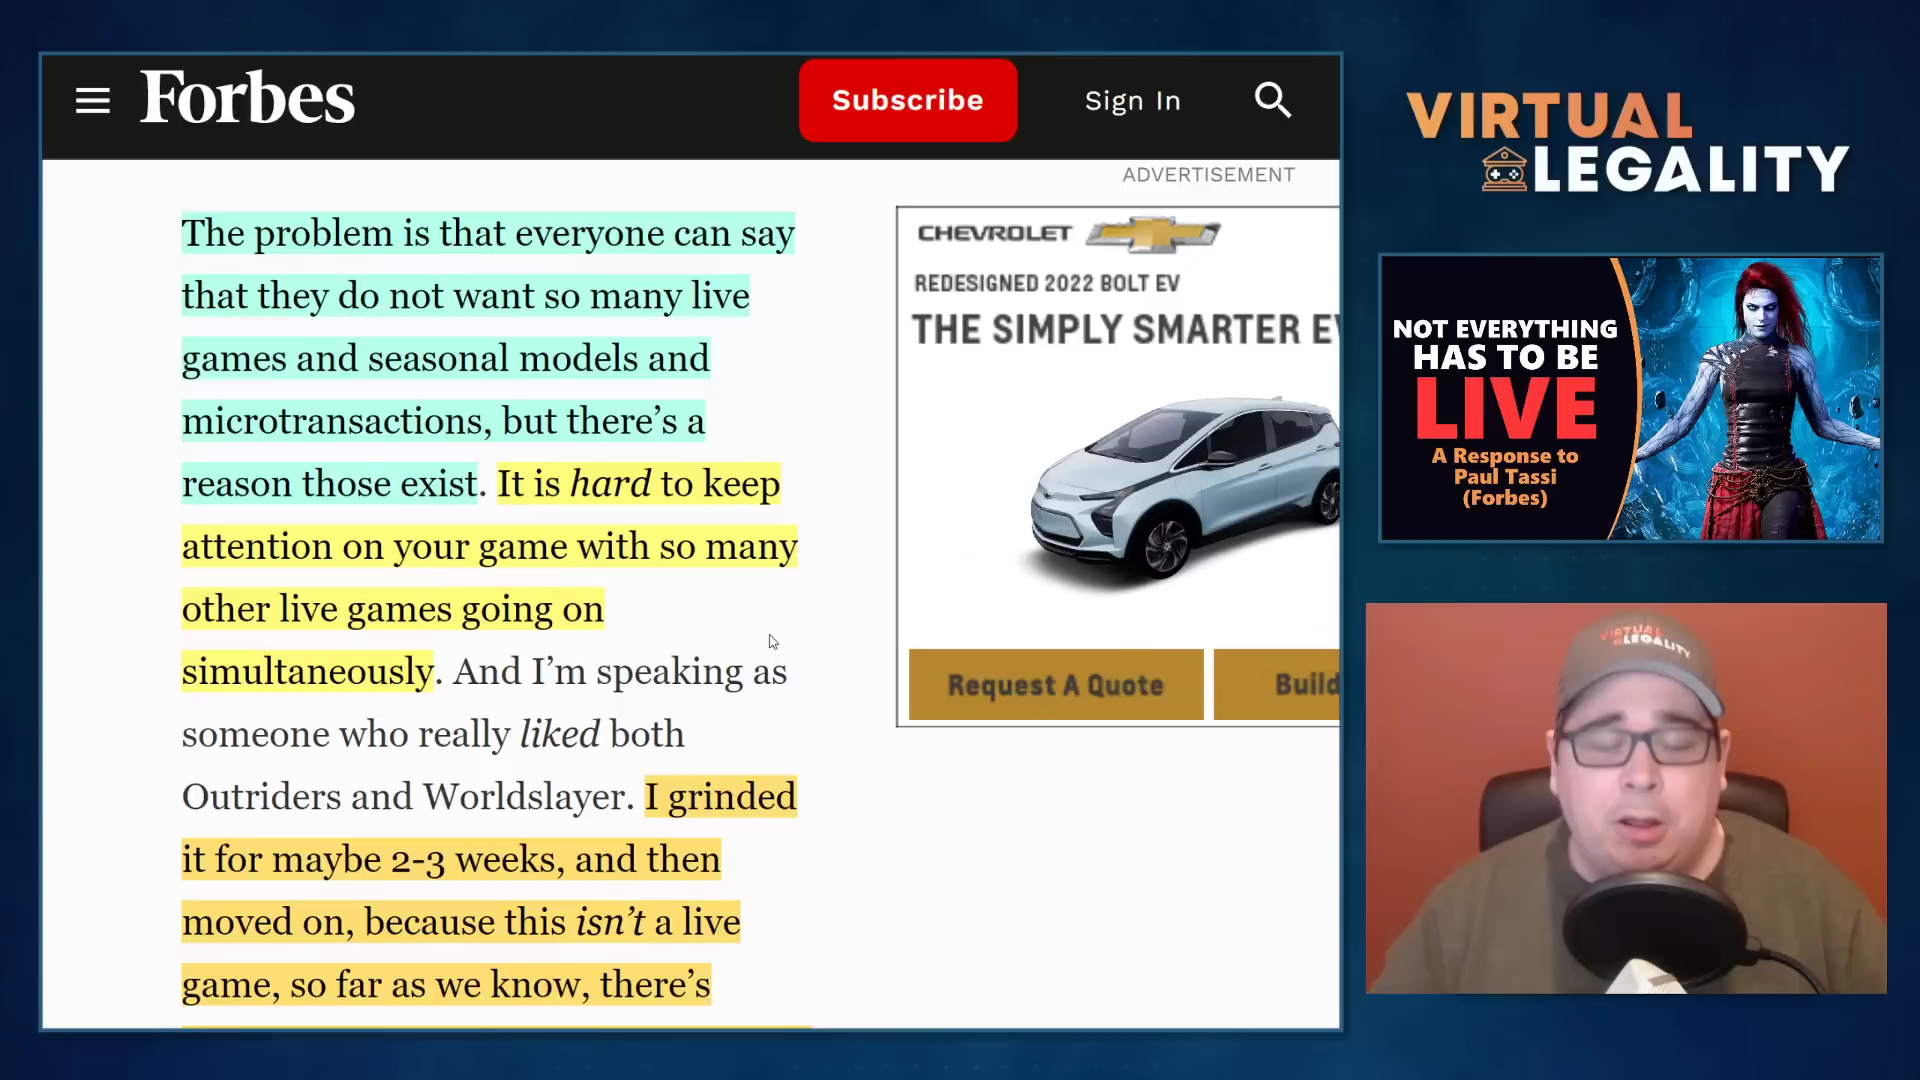 Forbes
Subscribe
Sign In
ADVERTISEMENT
The problem is that everyone can say
that they do not want so many live
games and seasonal models and
microtransactions, but there’s a
reason those exist. It is hard to keep
attention on your game with so many
other live games going on
simultaneously. And I’m speaking as
someone who really liked both
Outriders and Worldslayer. I grinded
it for maybe 2-3 weeks, and then
moved on, because this isn’t a live
game, so far as we know, there’s
CHEVROLET
REDESIGNED 2022 BOLT EV
THE SIMPLY SMARTER EV
Request A Quote
Build
VIRTUAL
LEGALITY
NOT EVERYTHING
HAS TO BE
LIVE
A Response to
Paul Tassi
(Forbes)
VIRTUAL
LEGALITY